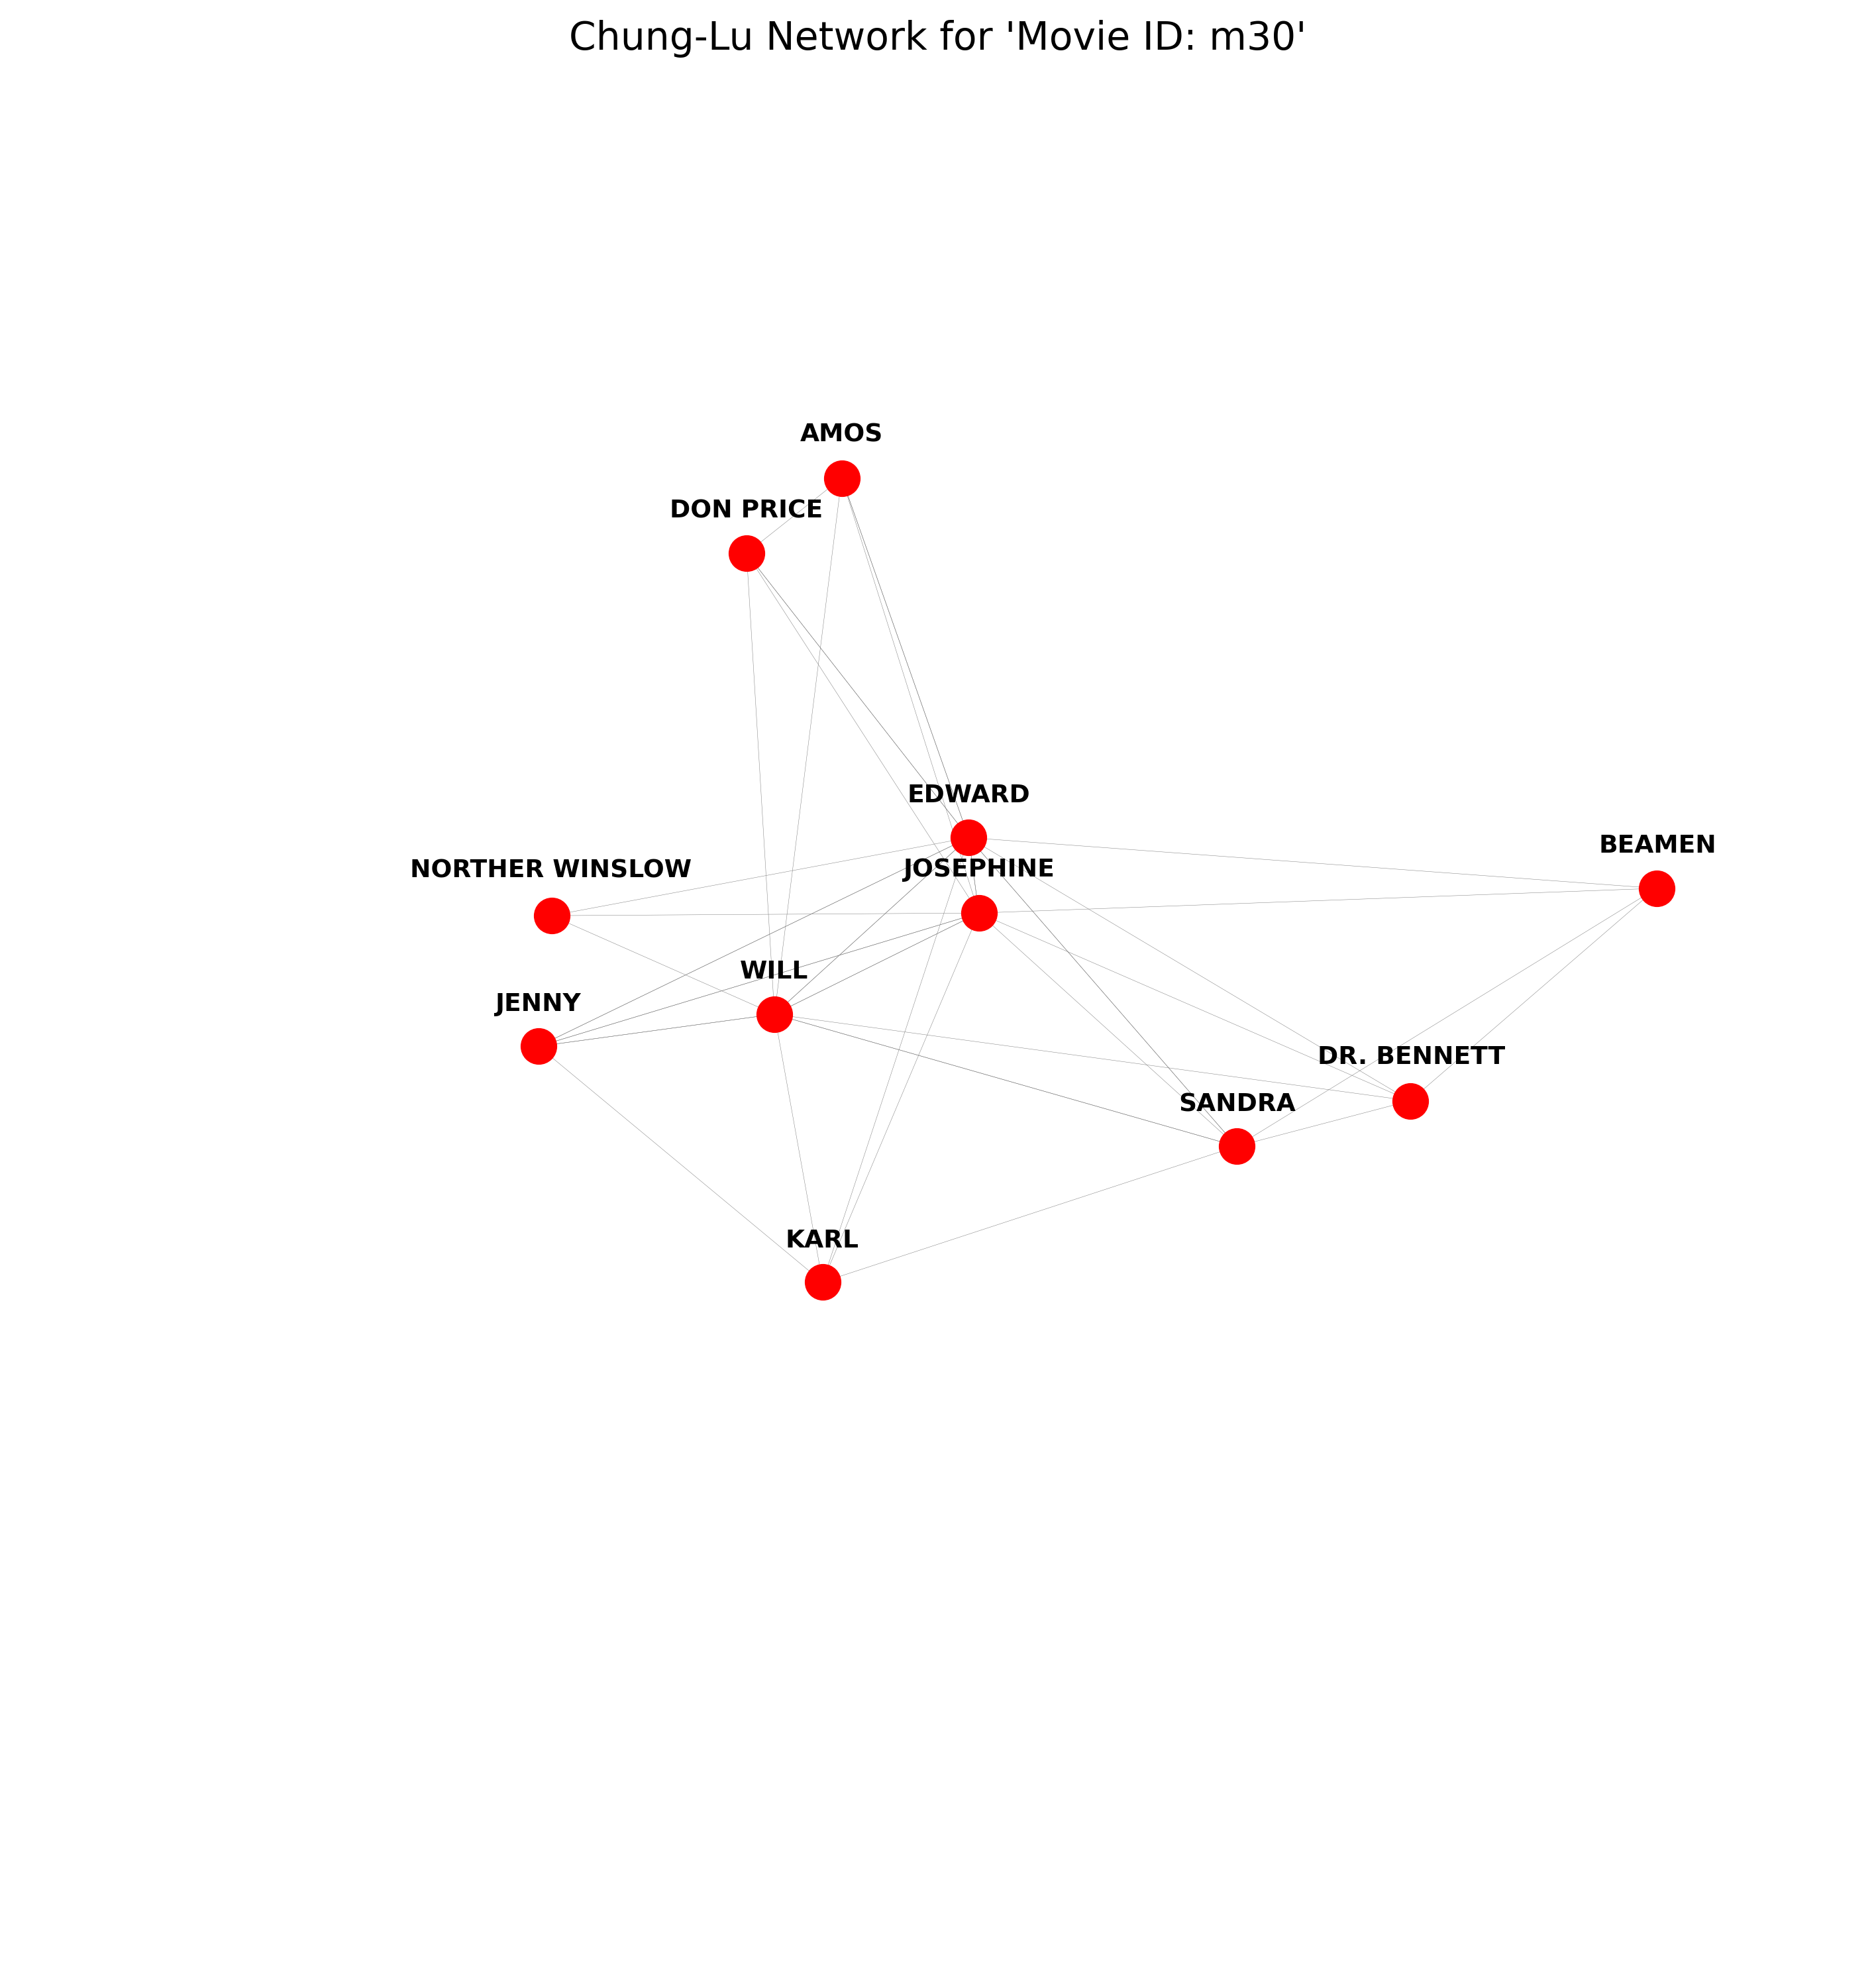 Chung-Lu Network for 'Movie ID: m30'
AMOS
DON PRICE
EDWARD
BEAMEN
JOSEPHINE
NORTHER WINSLOW
WILL
JENNY
DR. BENNETT
SANDRA
KARL